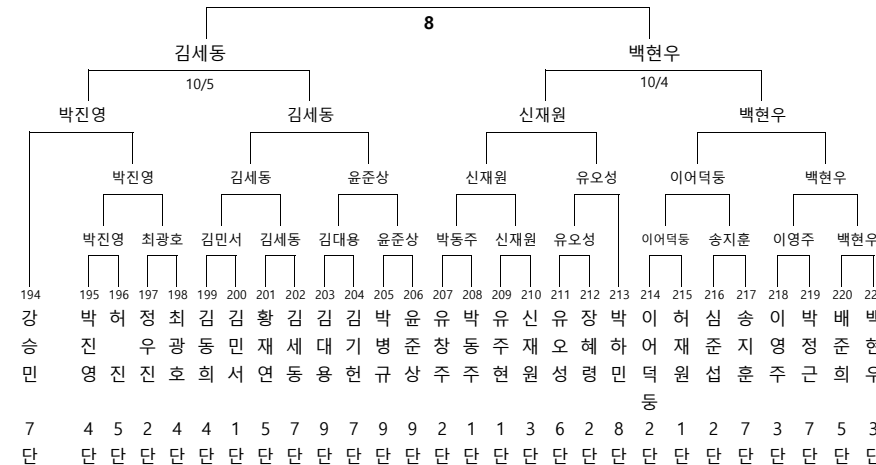 8
김세동 백현우
10/5 10/4
박진영 김세동 신재원 백현우
박진영 김세동 윤준상 신재원 유오성 이어덕둥 백현우
박진영 최광호 김민서 김세동 김대용 윤준상 박동주 신재원 유오성 이어덕둥 송지훈 이영주 백현우
194 195 196 197 198 199 200 201 202 203 204 205 206 207 208 209 210 211 212 213 214 215 216 217 218 219 220
강승민 7단
박진영 4단
허진 5단
정우진 2단
최광호 4단
김동희 4단
김민서 1단
황재연 5단
김세동 7단
김대용 9단
김기헌 7단
박병규 9단
윤준상 9단
유창주 2단
박동주 1단
유주현 1단
신재원 3단
유오성 6단
장혜령 2단
박하민 8단
이어덕둥 2단
허재원 1단
심준섭 2단
송지훈 7단
이영주 3단
박정근 7단
배준희 5단